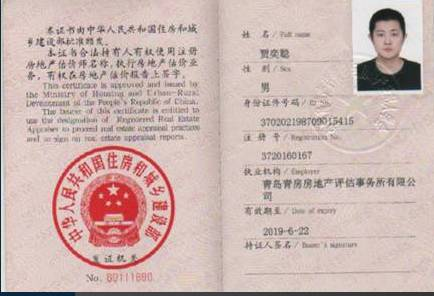 本证书由中华人民共和国住房和城
乡建设部批准颁发。
本证书合法持有人有权使用注册
房地产估价师名称,执行房地产估价业
务,有权在房地产估价报告上签字。
This certificate is approved and issued by
the Ministry of Housing and Urban-Rural
Development of the People's Republic of China.
The bearer of this certificate is entitled to
use the designation of Registered Real Estate
Appraiser to proceed real estate appraisal practices
and to sign on real estate appraisal reports.
中华人民共和国住房和城乡建设部
发证机关
No. 00111690
姓 名 / Full name
贾奕聪
性 别 / Sex
男
身份证件号码 /
370202198709015415
注 册 号 / Registration No.
3720160167
执业机构 / Employer
青岛青房房地产评估事务所有限公
司
有效期至 / Date of expiry
2019-6-22
持证人签名 / Bearer's signature